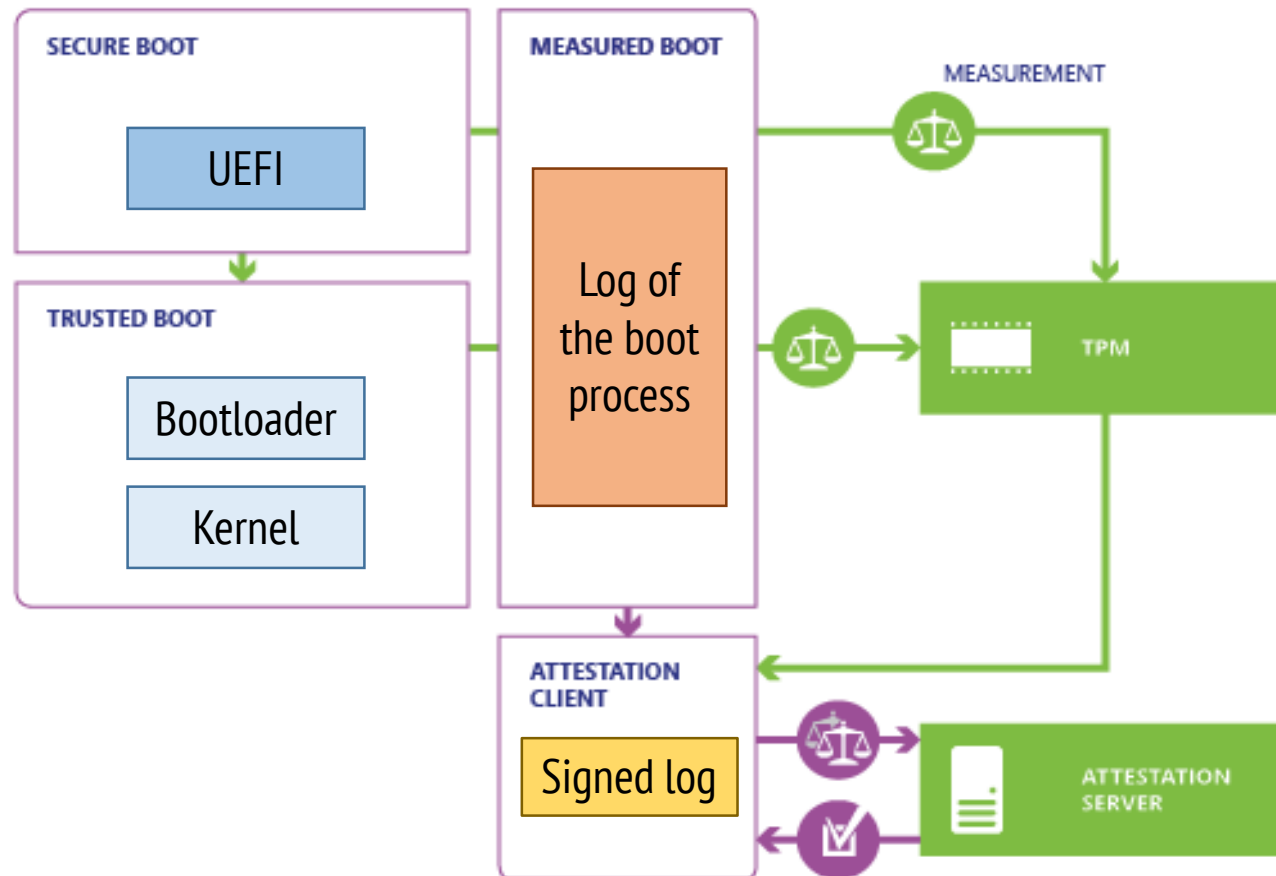 SECURE BOOT
UEFI
TRUSTED BOOT
Bootloader
Kernel
MEASURED BOOT
Log of
the boot
process
MEASUREMENT
TPM
ATTESTATION
CLIENT
Signed log
ATTESTATION
SERVER